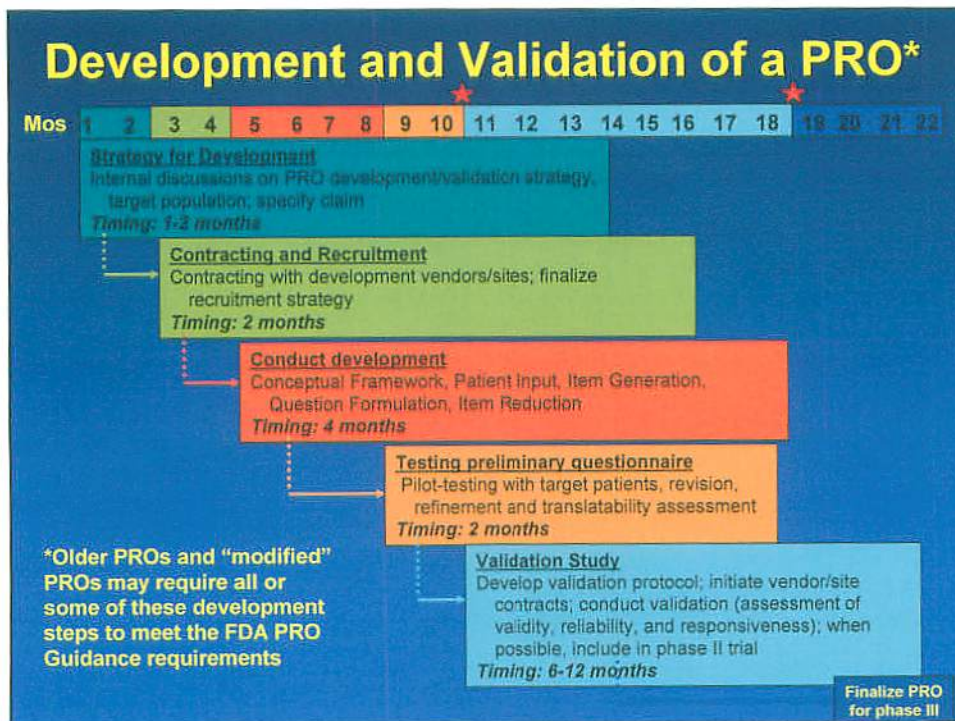 Development and Validation of a PRO*
Mos 1 2 3 4 5 6 7 8 9 10 11 12 13 14 15 16 17 18 19 20 21 22
Strategy for Development
Internal discussions on PRO development/validation strategy,
target population; specify claim
Timing: 1-2 months
Contracting and Recruitment
Contracting with development vendors/sites; finalize
recruitment strategy
Timing: 2 months
Conduct development
Conceptual Framework, Patient Input, Item Generation,
Question Formulation, Item Reduction
Timing: 4 months
Testing preliminary questionnaire
Pilot-testing with target patients, revision,
refinement and translatability assessment
Timing: 2 months
*Older PROs and “modified”
PROs may require all or
some of these development
steps to meet the FDA PRO
Guidance requirements
Validation Study
Develop validation protocol; initiate vendor/site
contracts; conduct validation (assessment of
validity, reliability, and responsiveness); when
possible, include in phase II trial
Timing: 6-12 months
Finalize PRO
for phase III